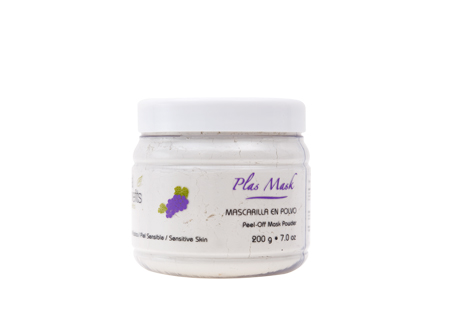 Plas Mask
MASCARILLA EN POLVO
Peel-Off Mask Powder
200 g • 7.0 oz
Piel Sensible / Sensitive Skin